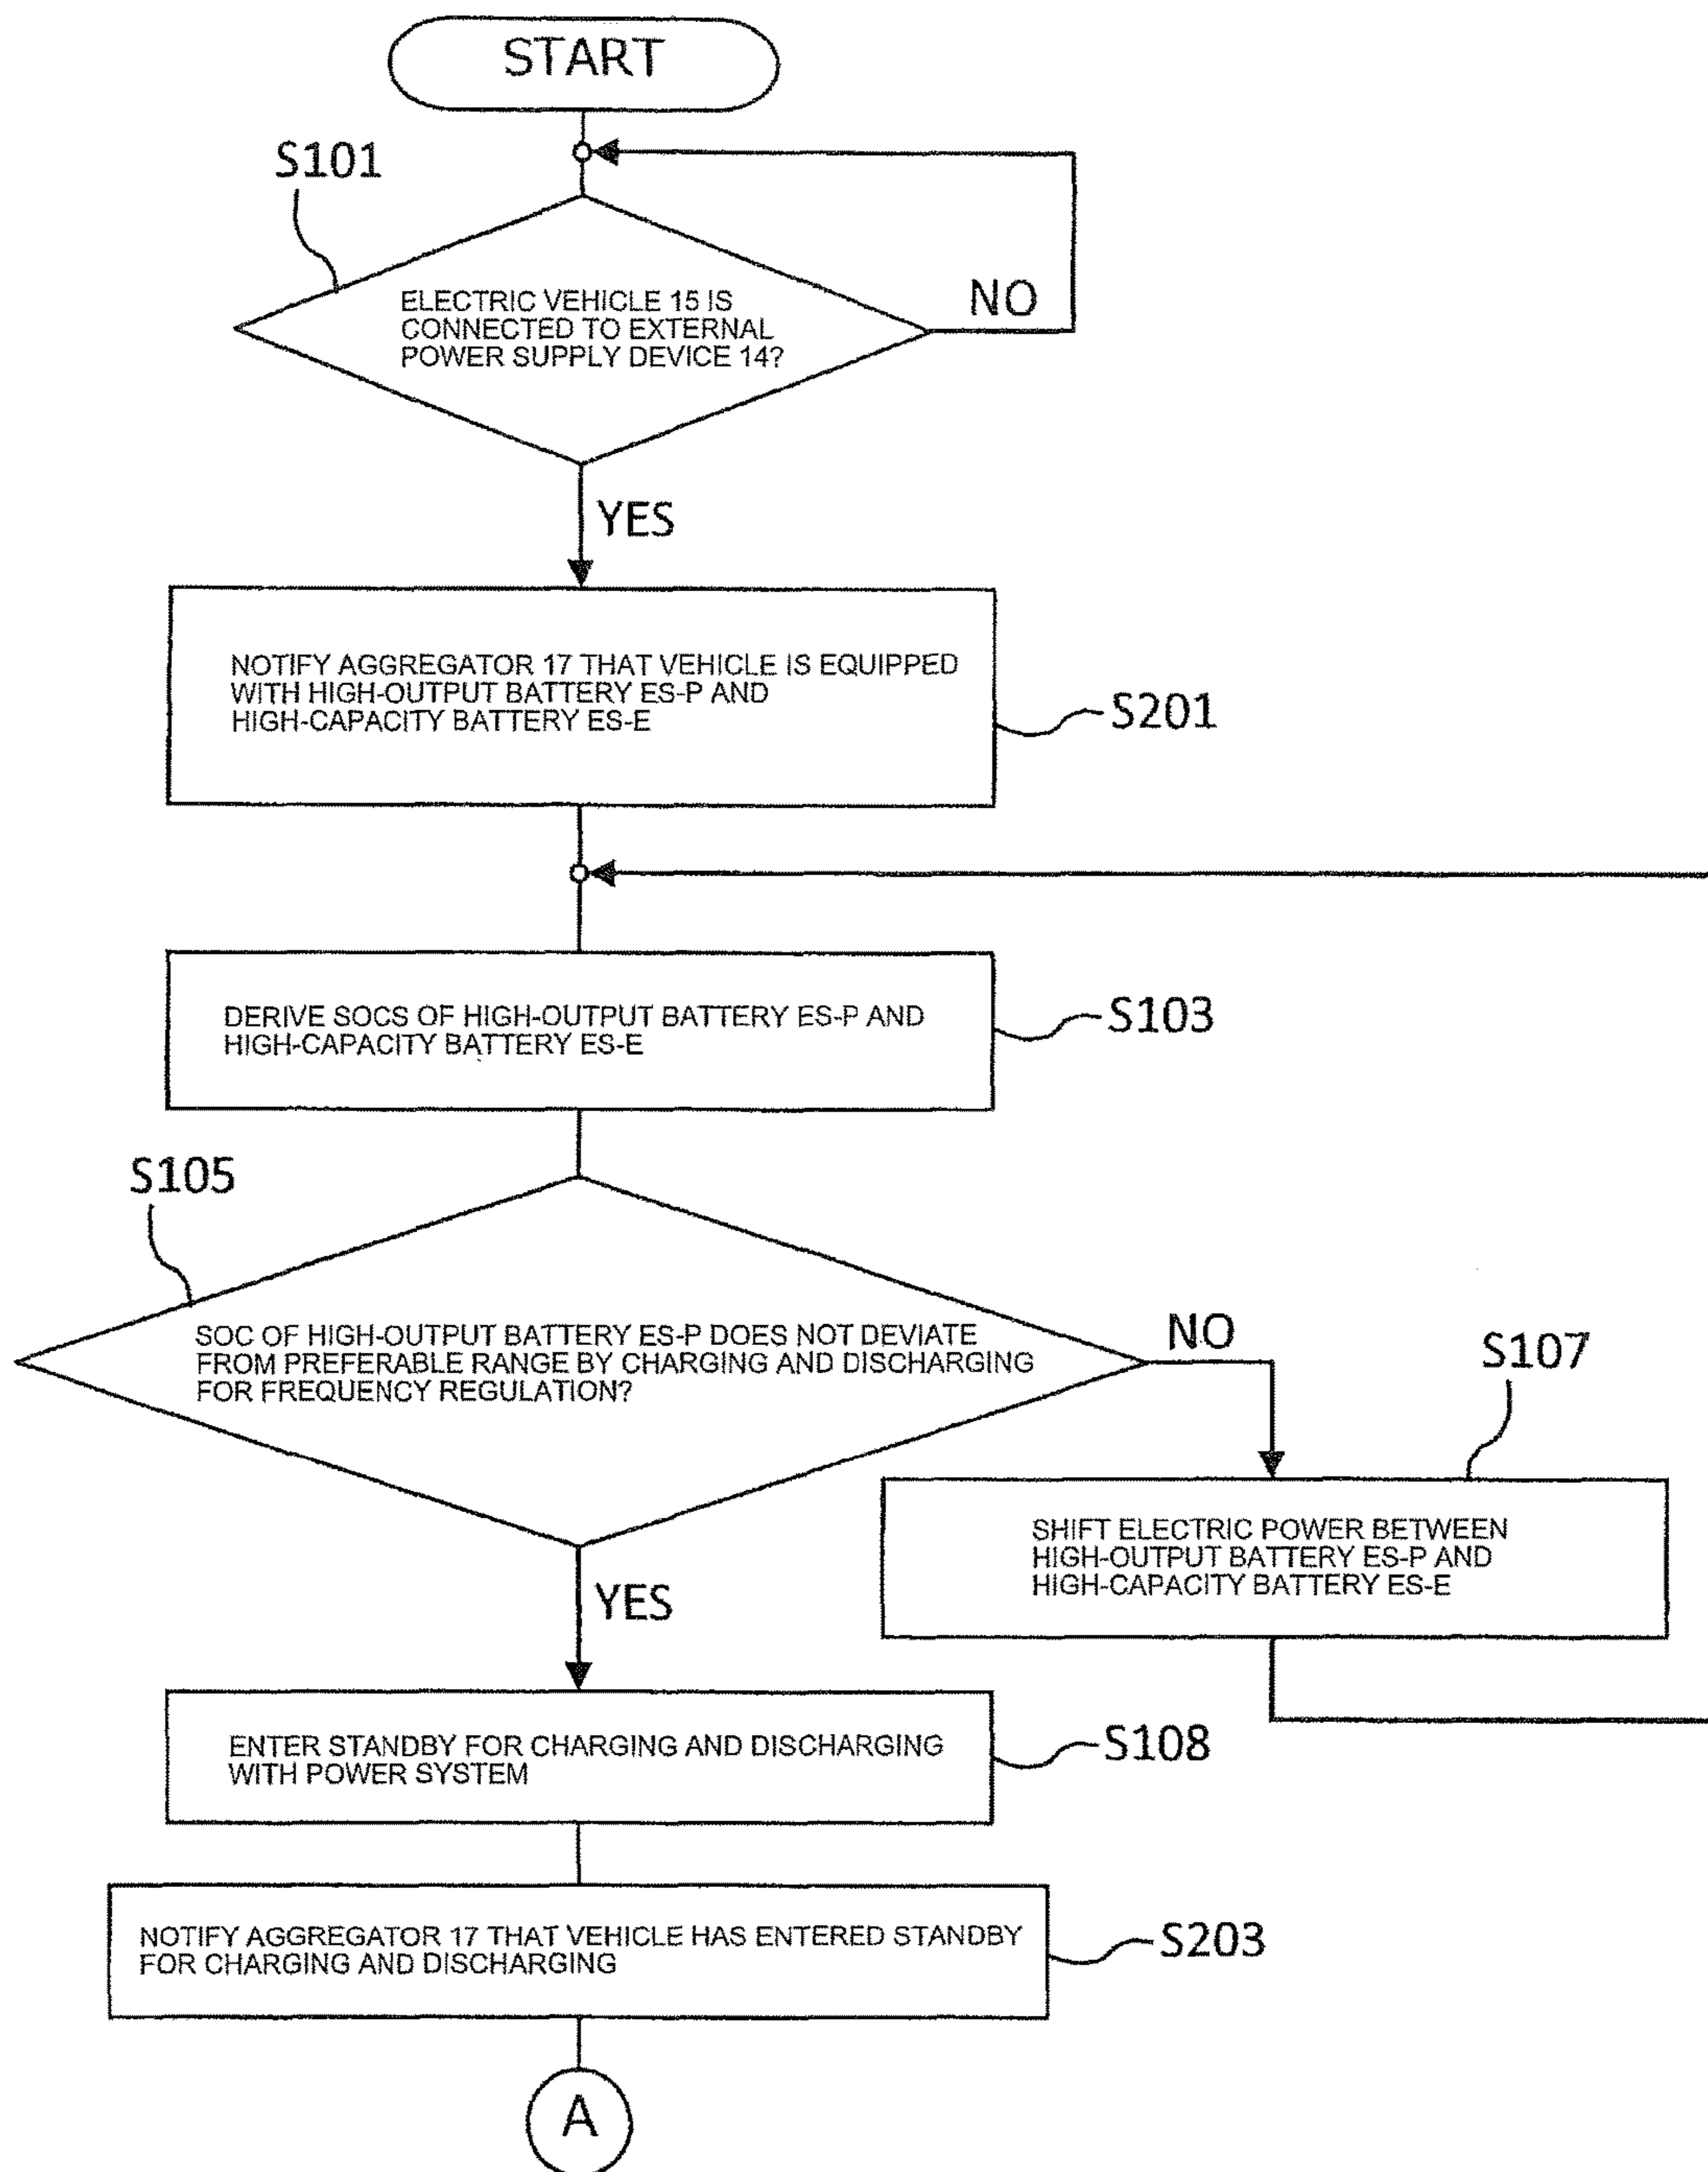 START
S101
ELECTRIC VEHICLE 15 IS
CONNECTED TO EXTERNAL
POWER SUPPLY DEVICE 14?
NO
YES
NOTIFY AGGREGATOR 17 THAT VEHICLE IS EQUIPPED
WITH HIGH-OUTPUT BATTERY ES-P AND
HIGH-CAPACITY BATTERY ES-E
S201
DERIVE SOCS OF HIGH-OUTPUT BATTERY ES-P AND
HIGH-CAPACITY BATTERY ES-E
S103
S105
SOC OF HIGH-OUTPUT BATTERY ES-P DOES NOT DEVIATE
FROM PREFERABLE RANGE BY CHARGING AND DISCHARGING
FOR FREQUENCY REGULATION?
NO
S107
SHIFT ELECTRIC POWER BETWEEN
HIGH-OUTPUT BATTERY ES-P AND
HIGH-CAPACITY BATTERY ES-E
YES
ENTER STANDBY FOR CHARGING AND DISCHARGING
WITH POWER SYSTEM
S108
NOTIFY AGGREGATOR 17 THAT VEHICLE HAS ENTERED STANDBY
FOR CHARGING AND DISCHARGING
S203
A